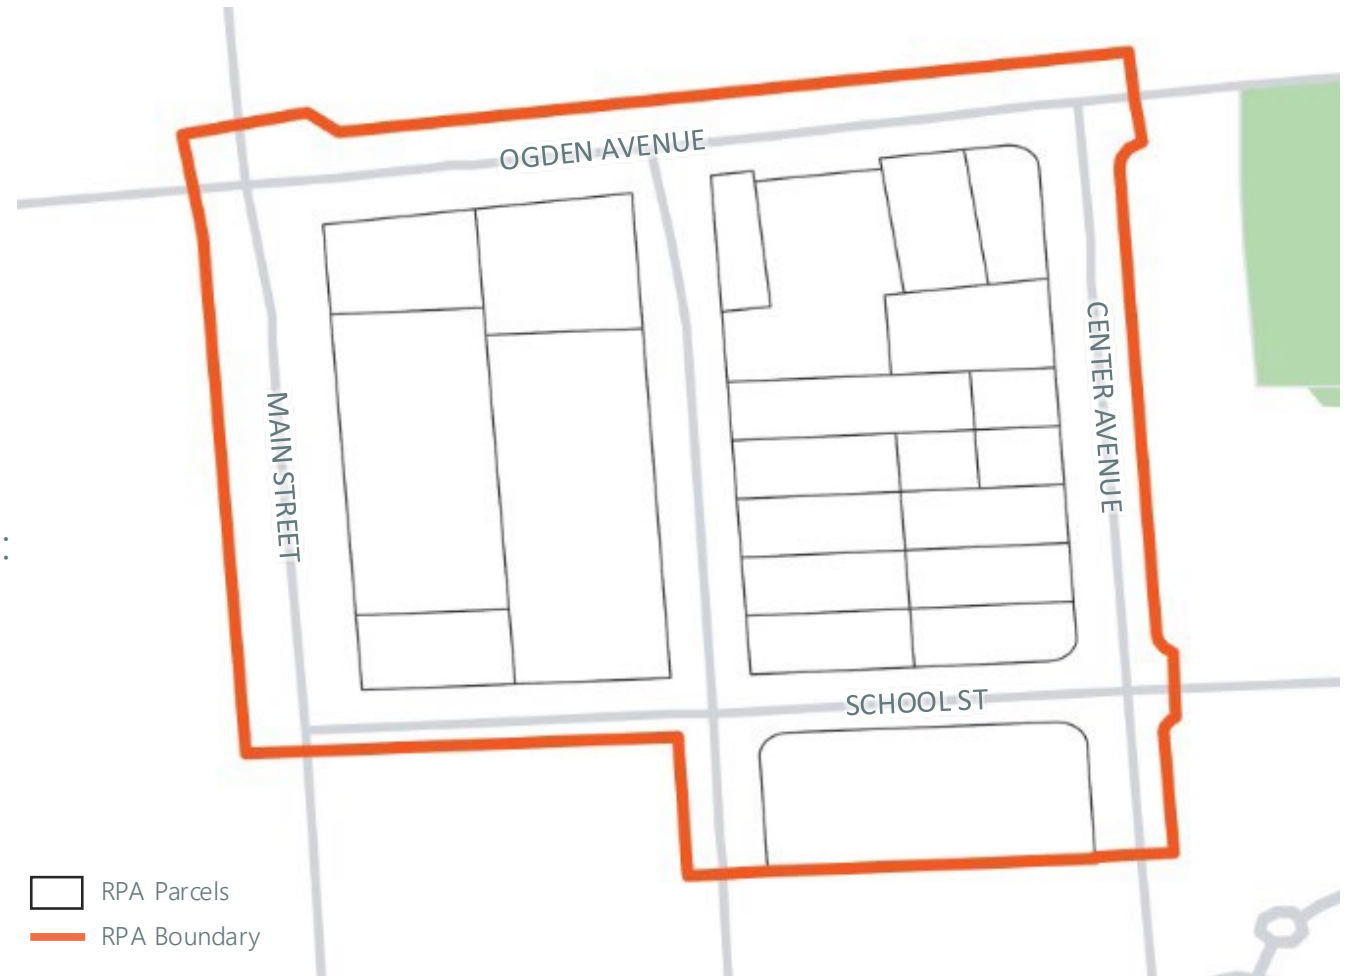 OGDEN AVENUE
CENTER AVENUE
MAIN STREET
:
SCHOOL ST
RPA Parcels
RPA Boundary